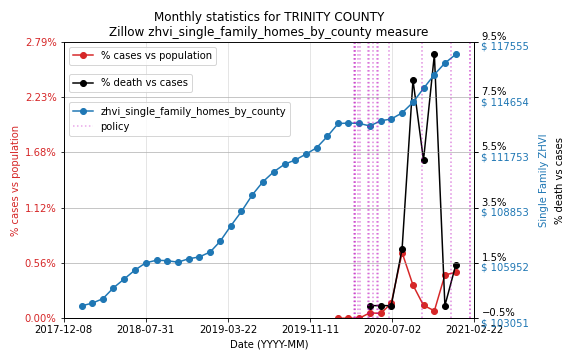 Monthly statistics for TRINITY COUNTY
Zillow zhvi_single_family_homes_by_county measure
% cases vs population
% death vs cases
zhvi_single_family_homes_by_county
policy
2.79%
2.23%
1.68%
1.12%
0.56%
0.00%
% cases vs population
9.5%
$ 117555
7.5%
$ 114654
5.5%
$ 111753
3.5%
$ 108853
1.5%
$ 105952
−0.5%
$ 103051
Single Family ZHVI
% death vs cases
2017-12-08
2018-07-31
2019-03-22
2019-11-11
2020-07-02
2021-02-22
Date (YYYY-MM)